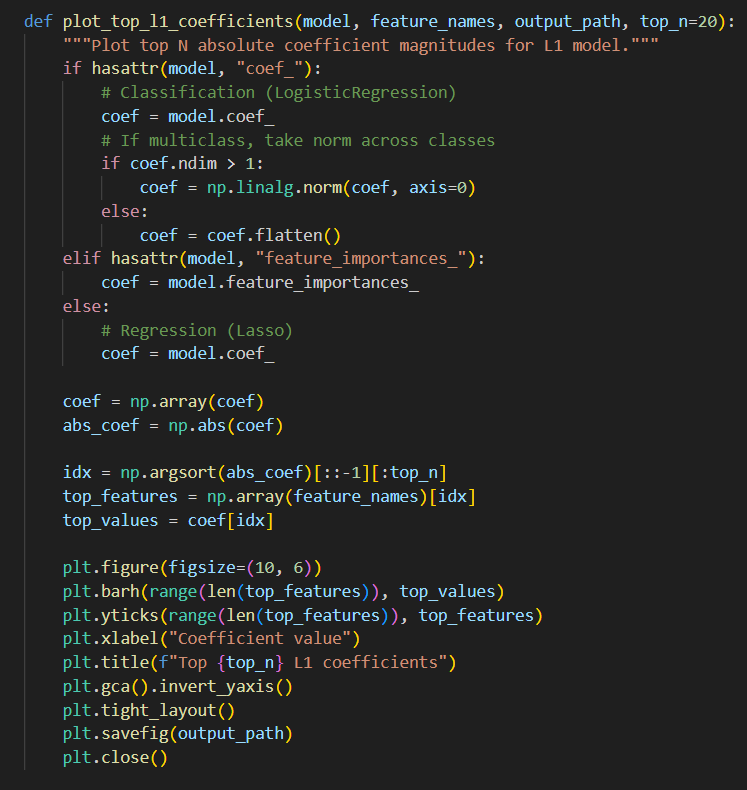 def plot_top_l1_coefficients(model, feature_names, output_path, top_n=20):
    """Plot top N absolute coefficient magnitudes for L1 model."""
    if hasattr(model, "coef_"):
        # Classification (LogisticRegression)
        coef = model.coef_
        # If multiclass, take norm across classes
        if coef.ndim > 1:
            coef = np.linalg.norm(coef, axis=0)
        else:
            coef = coef.flatten()
    elif hasattr(model, "feature_importances_"):
        coef = model.feature_importances_
    else:
        # Regression (Lasso)
        coef = model.coef_

    coef = np.array(coef)
    abs_coef = np.abs(coef)

    idx = np.argsort(abs_coef)[::-1][:top_n]
    top_features = np.array(feature_names)[idx]
    top_values = coef[idx]

    plt.figure(figsize=(10, 6))
    plt.barh(range(len(top_features)), top_values)
    plt.yticks(range(len(top_features)), top_features)
    plt.xlabel("Coefficient value")
    plt.title(f"Top {top_n} L1 coefficients")
    plt.gca().invert_yaxis()
    plt.tight_layout()
    plt.savefig(output_path)
    plt.close()